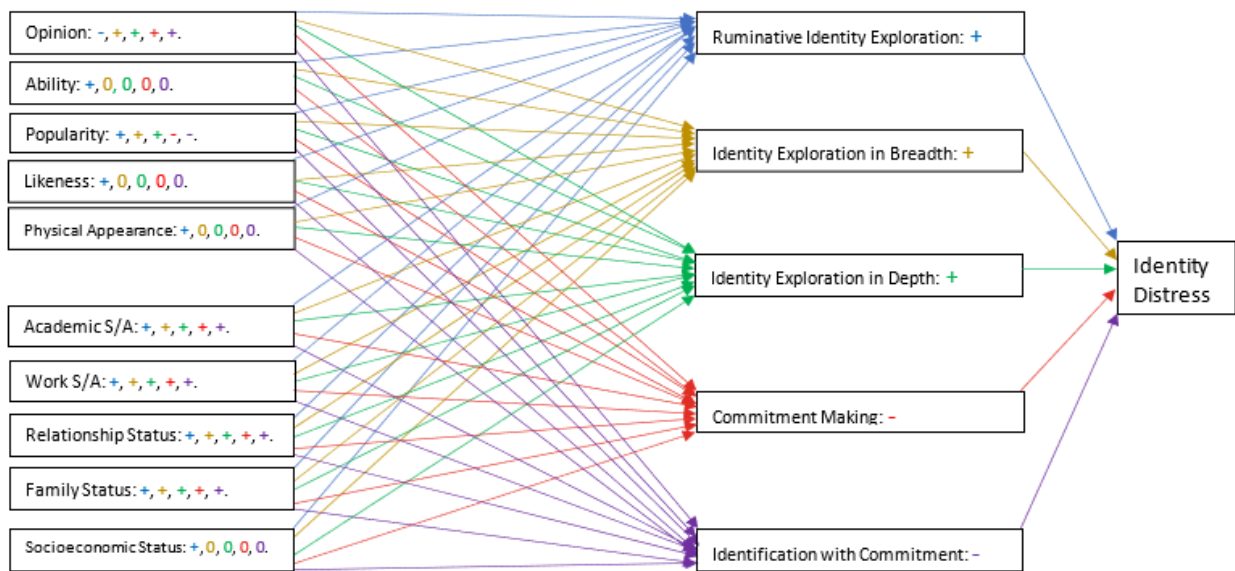 Opinion: -, +, +, +, +.
Ability: +, 0, 0, 0, 0.
Popularity: +, +, +, -, -.
Likeness: +, 0, 0, 0, 0.
Physical Appearance: +, 0, 0, 0, 0.
Academic S/A: +, +, +, +, +.
Work S/A: +, +, +, +, +.
Relationship Status: +, +, +, +, +.
Family Status: +, +, +, +, +.
Socioeconomic Status: +, 0, 0, 0, 0.
Ruminative Identity Exploration: +
Identity Exploration in Breadth: +
Identity Exploration in Depth: +
Commitment Making: -
Identification with Commitment: -
Identity
Distress